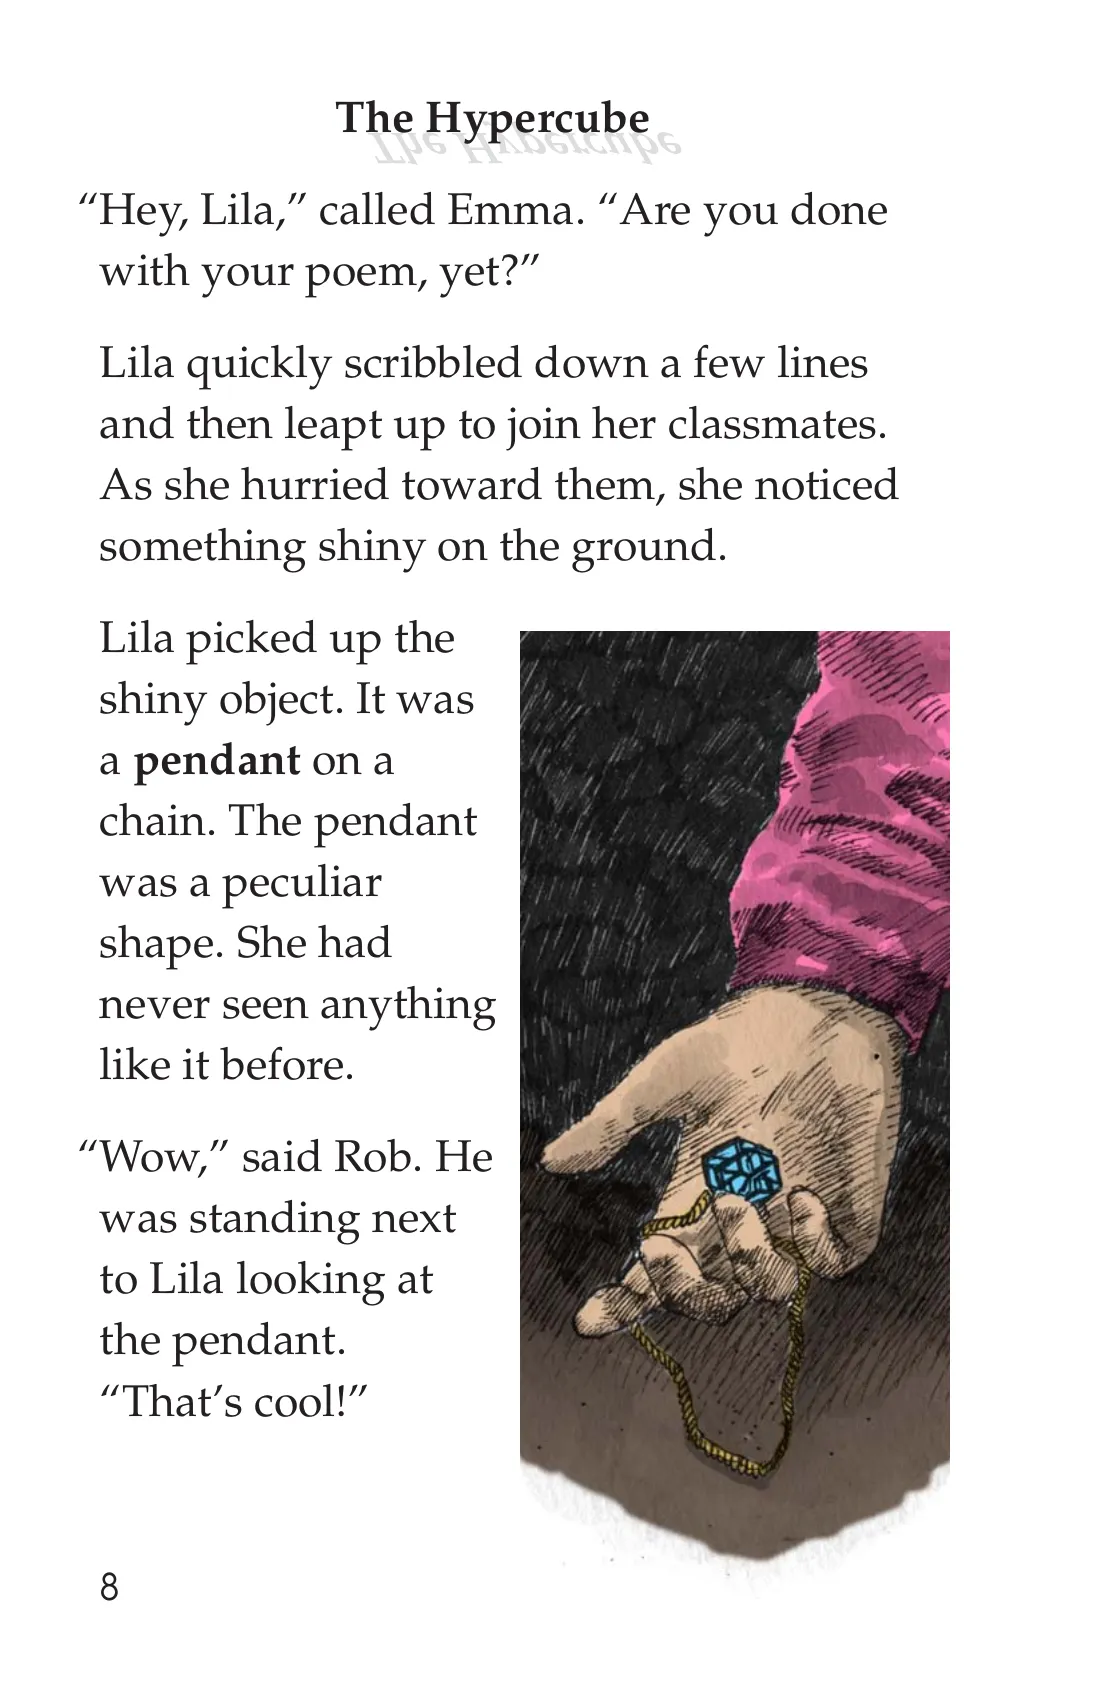 The Hypercube
“Hey, Lila,” called Emma. “Are you done
with your poem, yet?”
Lila quickly scribbled down a few lines
and then leapt up to join her classmates.
As she hurried toward them, she noticed
something shiny on the ground.
Lila picked up the
shiny object. It was
a pendant on a
chain. The pendant
was a peculiar
shape. She had
never seen anything
like it before.
“Wow,” said Rob. He
was standing next
to Lila looking at
the pendant.
“That’s cool!”
8